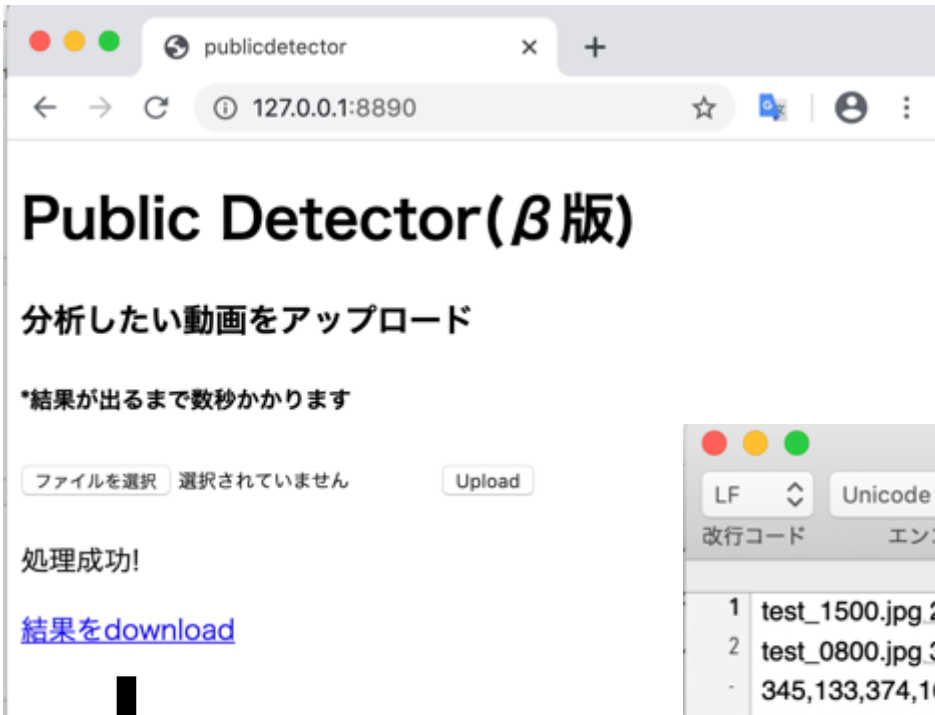 publicdetector
127.0.0.1:8890
Public Detector(β版)
分析したい動画をアップロード
*結果が出るまで数秒かかります
ファイルを選択 選択されていません Upload
処理成功!
結果をdownload
LF Unicode
改行コード
1 test_1500.jpg
2 test_0800.jpg
- 345,133,374,1